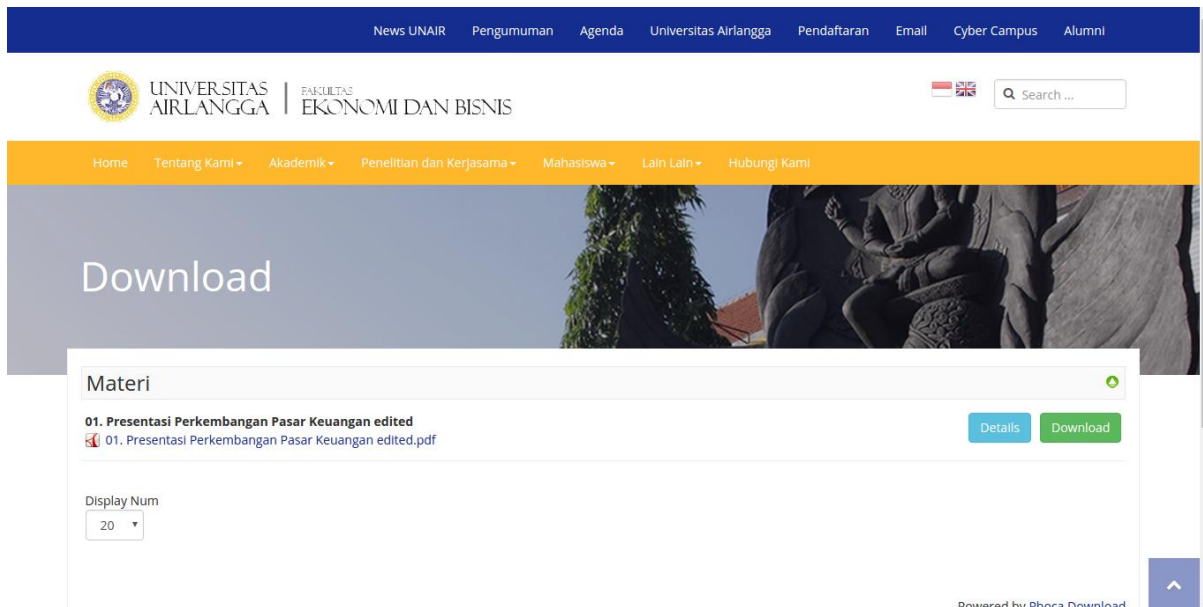 News UNAIR Pengumuman Agenda Universitas Airlangga Pendaftaran Email Cyber Campus Alumni
UNIVERSITAS
AIRLANGGA
FAKULTAS
EKONOMI DAN BISNIS
Search ...
Home Tentang Kami Akademik Penelitian dan Kerjasama Mahasiswa Lain Lain Hubungi Kami
Download
Materi
01. Presentasi Perkembangan Pasar Keuangan edited
01. Presentasi Perkembangan Pasar Keuangan edited.pdf
Details Download
Display Num
20
Powered by Phoca Download